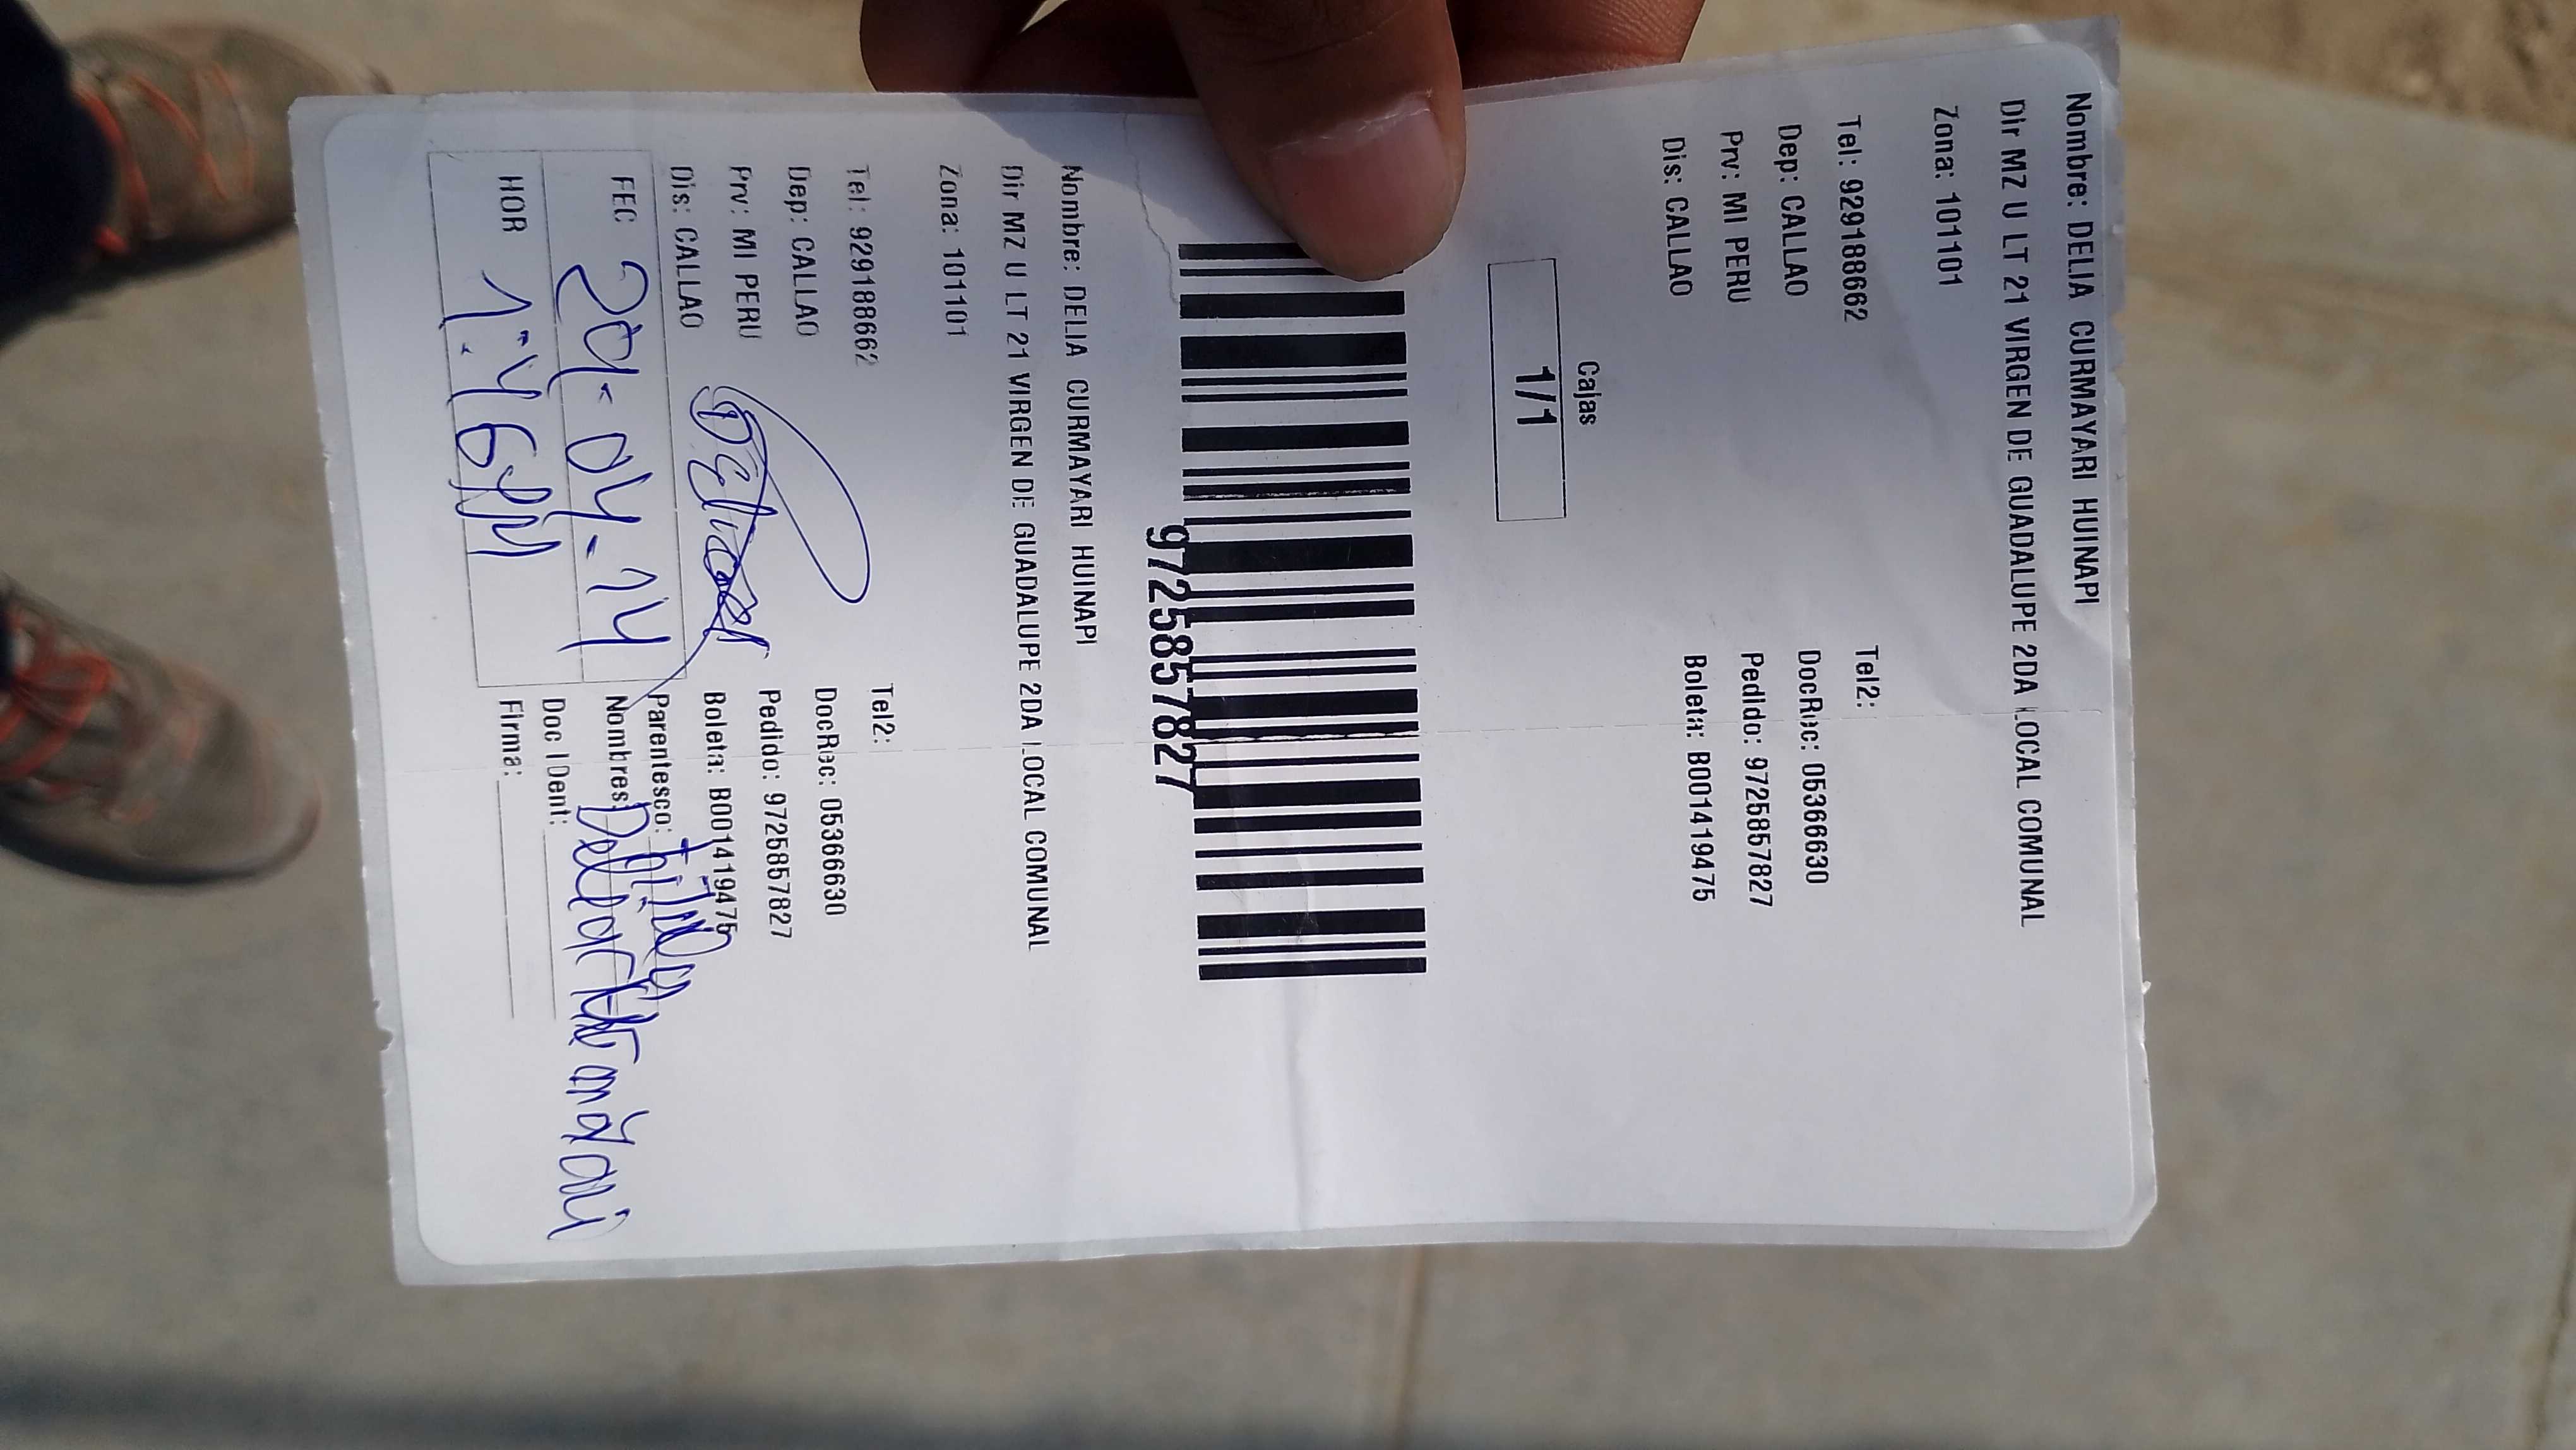 Nombre: DELIA CURMAYARI HUINAPI
Dir MZ U LT 21 VIRGEN DE GUADALUPE 2DA LOCAL COMUNAL
Zona: 101101
Tel: 929188662 Tel2:
Dep: CALLAO DocRec: 05366630
Prv: MI PERU Pedido: 9725857827
Dis: CALLAO Boleta: B001419475
Cajas
1/1
9725857827
Nombre: DELIA CURMAYARI HUINAPI
Dir MZ U LT 21 VIRGEN DE GUADALUPE 2DA LOCAL COMUNAL
Zona: 101101
Tel: 929188662 Tel2:
Dep: CALLAO DocRec: 05366630
Prv: MI PERU Pedido: 9725857827
Dis: CALLAO Boleta: B001419475
Parentesco:
FEC Nombres: Delia
HOR 1:46PM Doc IDent:
Firma: